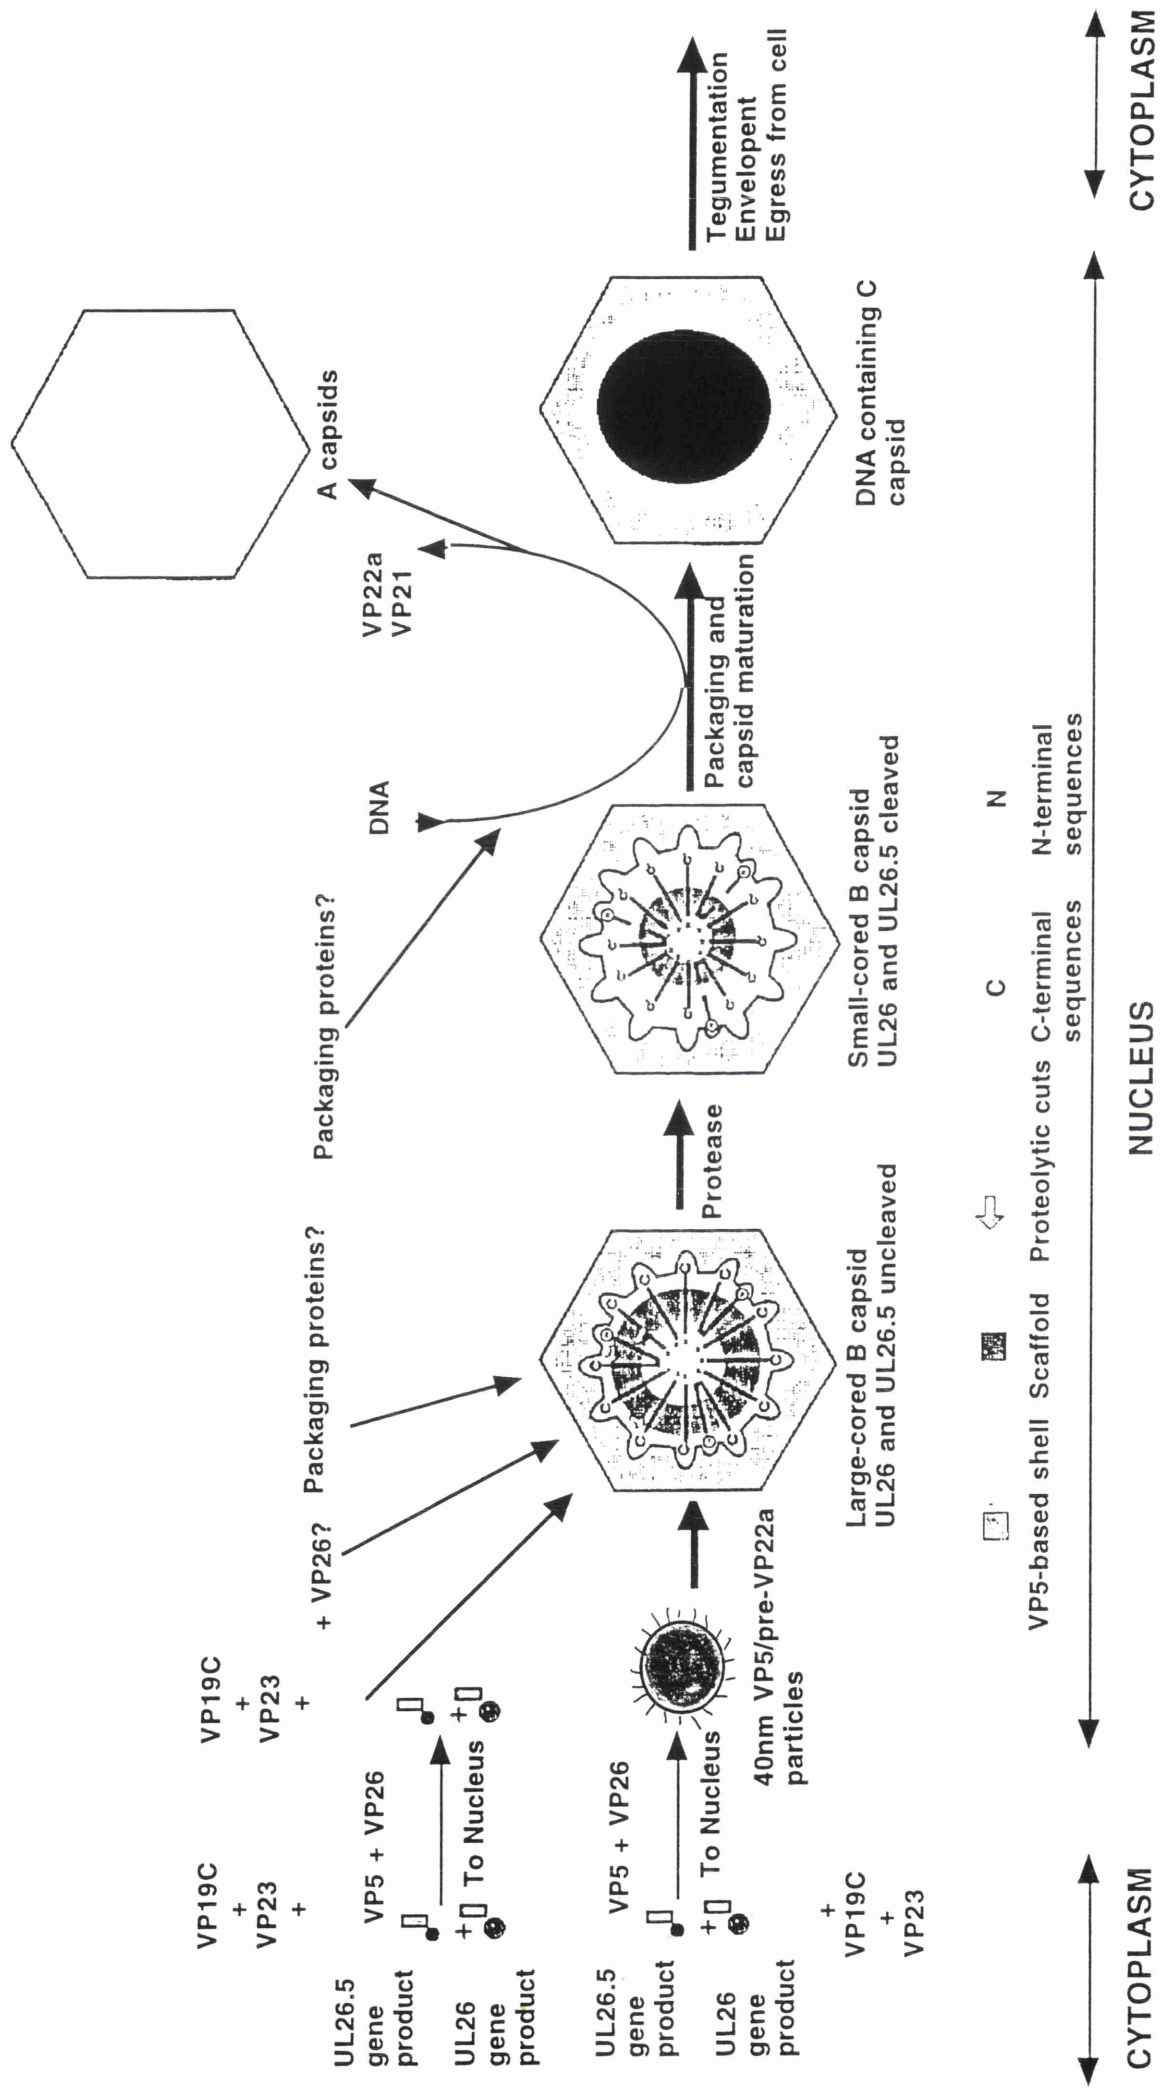 VP19C
+
VP23
+
VP5 + VP26
UL26.5
gene
product
+
UL26
gene
product
To Nucleus
VP19C
+
VP23
+
+
+ VP26?
Packaging proteins?
Packaging proteins?
DNA
VP22a
VP21
A capsids
UL26.5
gene
product
+
UL26
gene
product
VP5 + VP26
To Nucleus
+
VP19C
+
VP23
40nm VP5/pre-VP22a
particles
C
C
C
C
C
C
C
C
C
C
C
C
Large-cored B capsid
UL26 and UL26.5 uncleaved
Protease
C
C
C
C
C
C
C
C
C
C
C
C
Small-cored B capsid
UL26 and UL26.5 cleaved
Packaging and
capsid maturation
DNA containing C
capsid
Tegumentation
Envelopent
Egress from cell
VP5-based shell
Scaffold
Proteolytic cuts
C
C-terminal
sequences
N
N-terminal
sequences
CYTOPLASM
NUCLEUS
CYTOPLASM